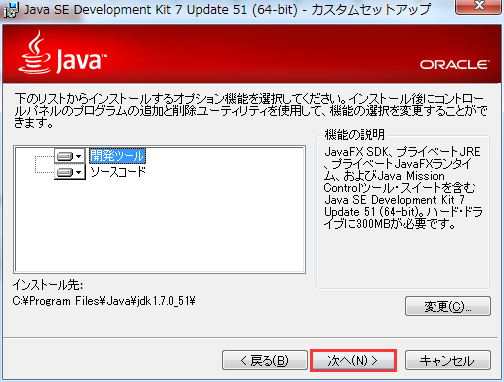 Java SE Development Kit 7 Update 51 (64-bit) - カスタムセットアップ
Java™
ORACLE
下のリストからインストールするオプション機能を選択してください。インストール後にコントロ
ールパネルのプログラムの追加と削除ユーティリティを使用して、機能の選択を変更することがで
きます。
開発ツール
ソースコード
機能の説明
JavaFX SDK、プライベートJRE
、プライベートJavaFXランタイ
ム、およびJava Mission
Controlツール・スイートを含む
Java SE Development Kit 7
Update 51 (64-bit)。ハード・ドラ
イブに300MBが必要です。
インストール先:
C:¥Program Files¥Java¥jdk1.7.0_51¥
変更(C)...
< 戻る(B)
次へ(N) >
キャンセル